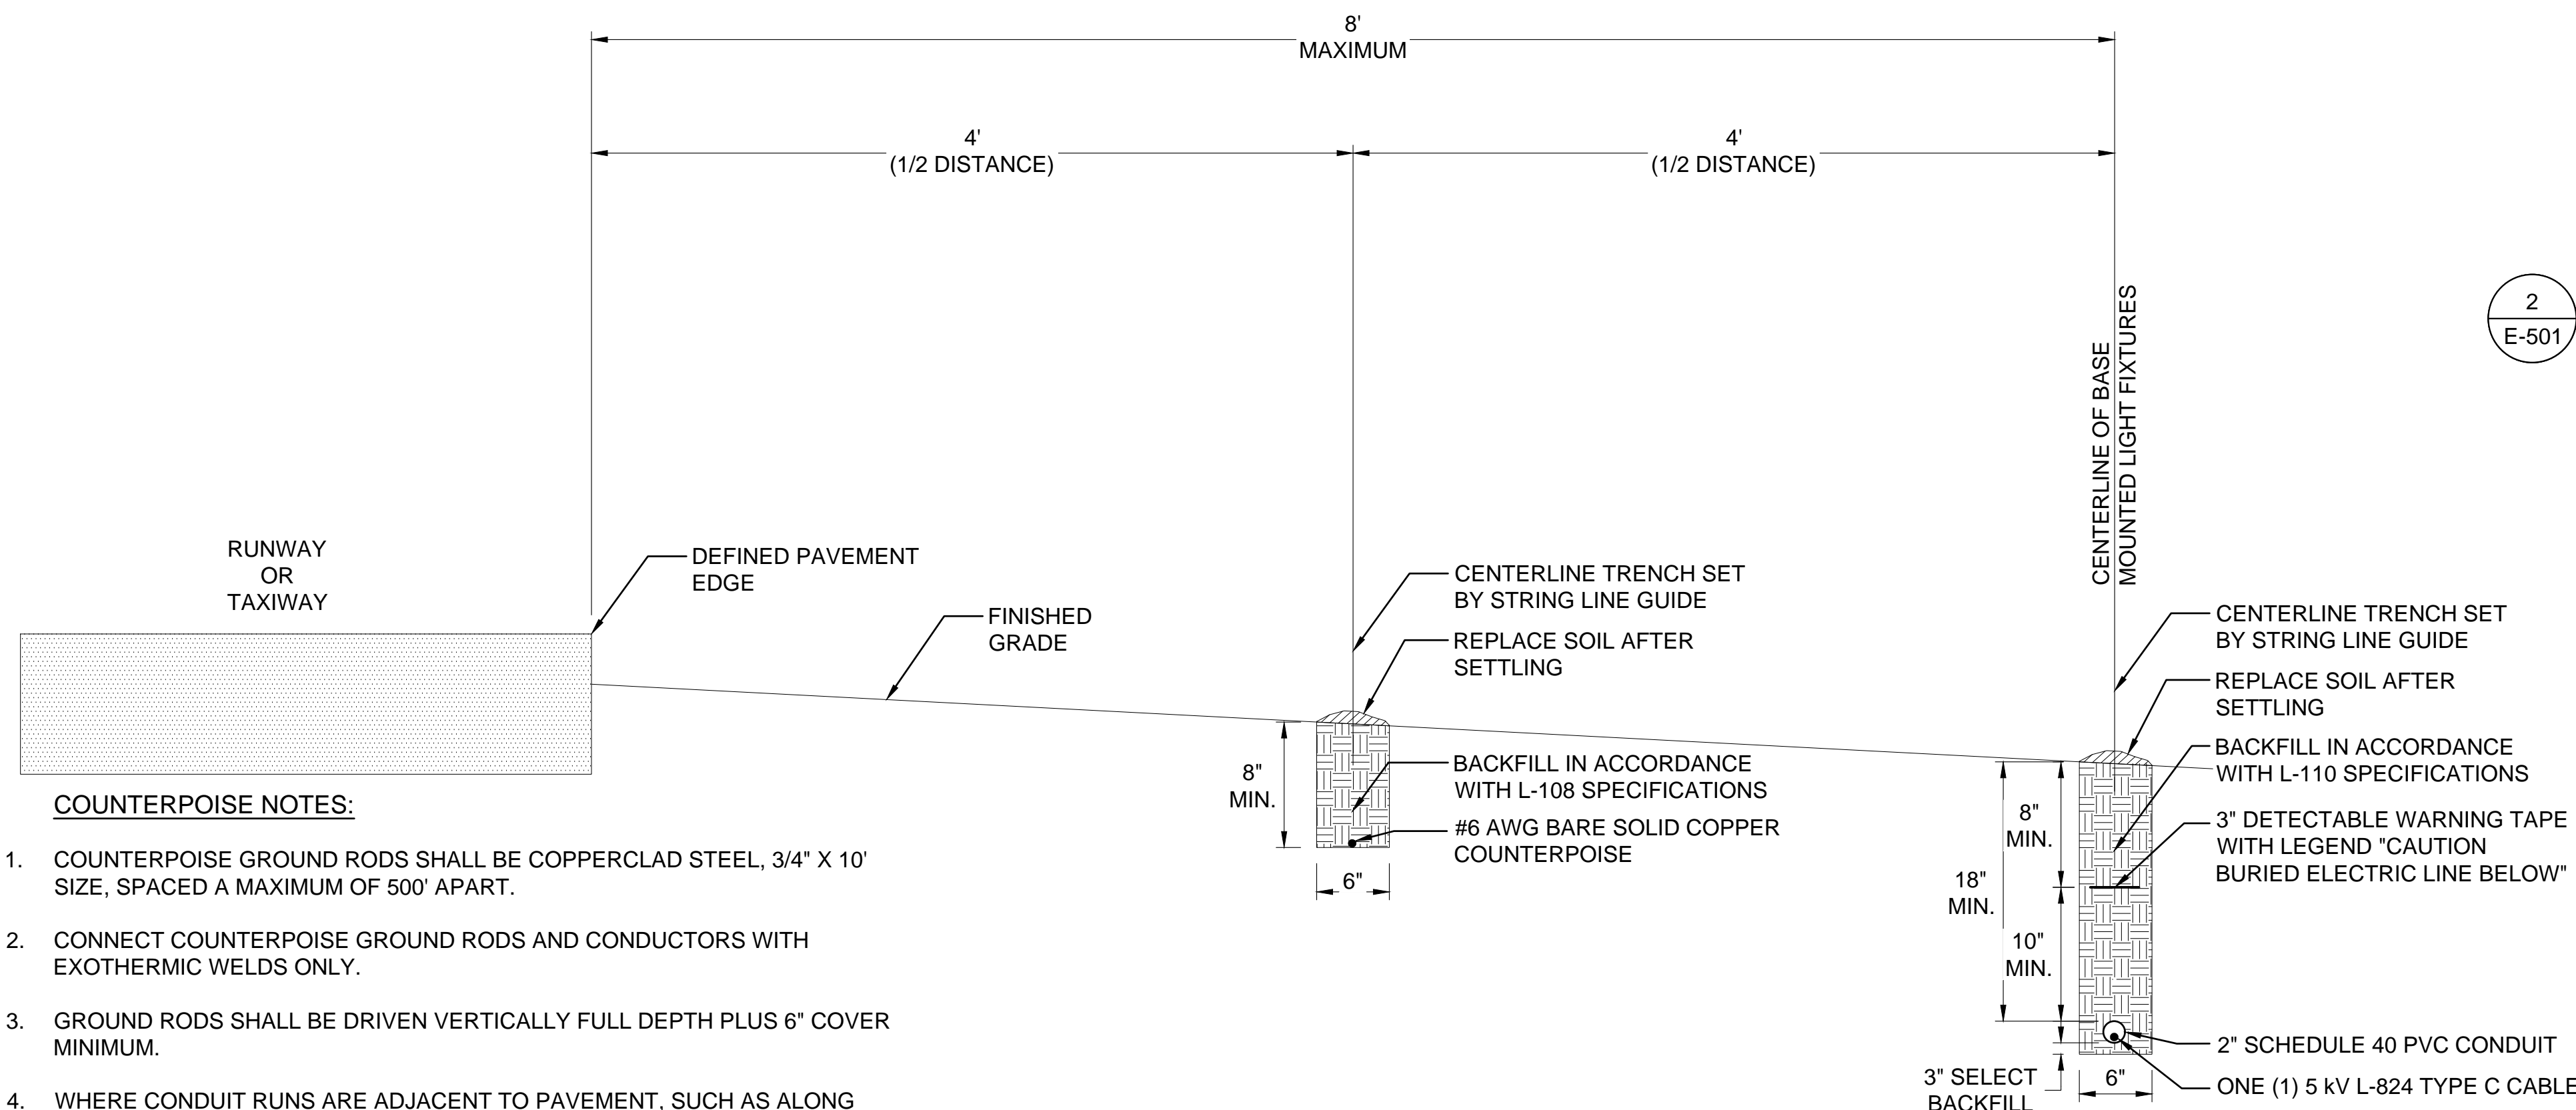 8'
MAXIMUM
4'
(1/2 DISTANCE)
4'
(1/2 DISTANCE)
2
E-501
CENTERLINE OF BASE
MOUNTED LIGHT FIXTURES
RUNWAY
OR
TAXIWAY
DEFINED PAVEMENT
EDGE
FINISHED
GRADE
CENTERLINE TRENCH SET
BY STRING LINE GUIDE
REPLACE SOIL AFTER
SETTLING
8"
MIN.
BACKFILL IN ACCORDANCE
WITH L-108 SPECIFICATIONS
#6 AWG BARE SOLID COPPER
COUNTERPOISE
6"
CENTERLINE TRENCH SET
BY STRING LINE GUIDE
REPLACE SOIL AFTER
SETTLING
BACKFILL IN ACCORDANCE
WITH L-110 SPECIFICATIONS
8"
MIN.
3" DETECTABLE WARNING TAPE
WITH LEGEND "CAUTION
BURIED ELECTRIC LINE BELOW"
18"
MIN.
10"
MIN.
2" SCHEDULE 40 PVC CONDUIT
3" SELECT
BACKFILL
6"
ONE (1) 5 kV L-824 TYPE C CABLE
COUNTERPOISE NOTES:
1. COUNTERPOISE GROUND RODS SHALL BE COPPERCLAD STEEL, 3/4" X 10'
SIZE, SPACED A MAXIMUM OF 500' APART.
2. CONNECT COUNTERPOISE GROUND RODS AND CONDUCTORS WITH
EXOTHERMIC WELDS ONLY.
3. GROUND RODS SHALL BE DRIVEN VERTICALLY FULL DEPTH PLUS 6" COVER
MINIMUM.
4. WHERE CONDUIT RUNS ARE ADJACENT TO PAVEMENT, SUCH AS ALONG